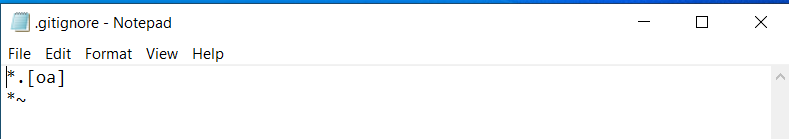 .gitignore - Notepad
File Edit Format View Help
*.[oa]
*~